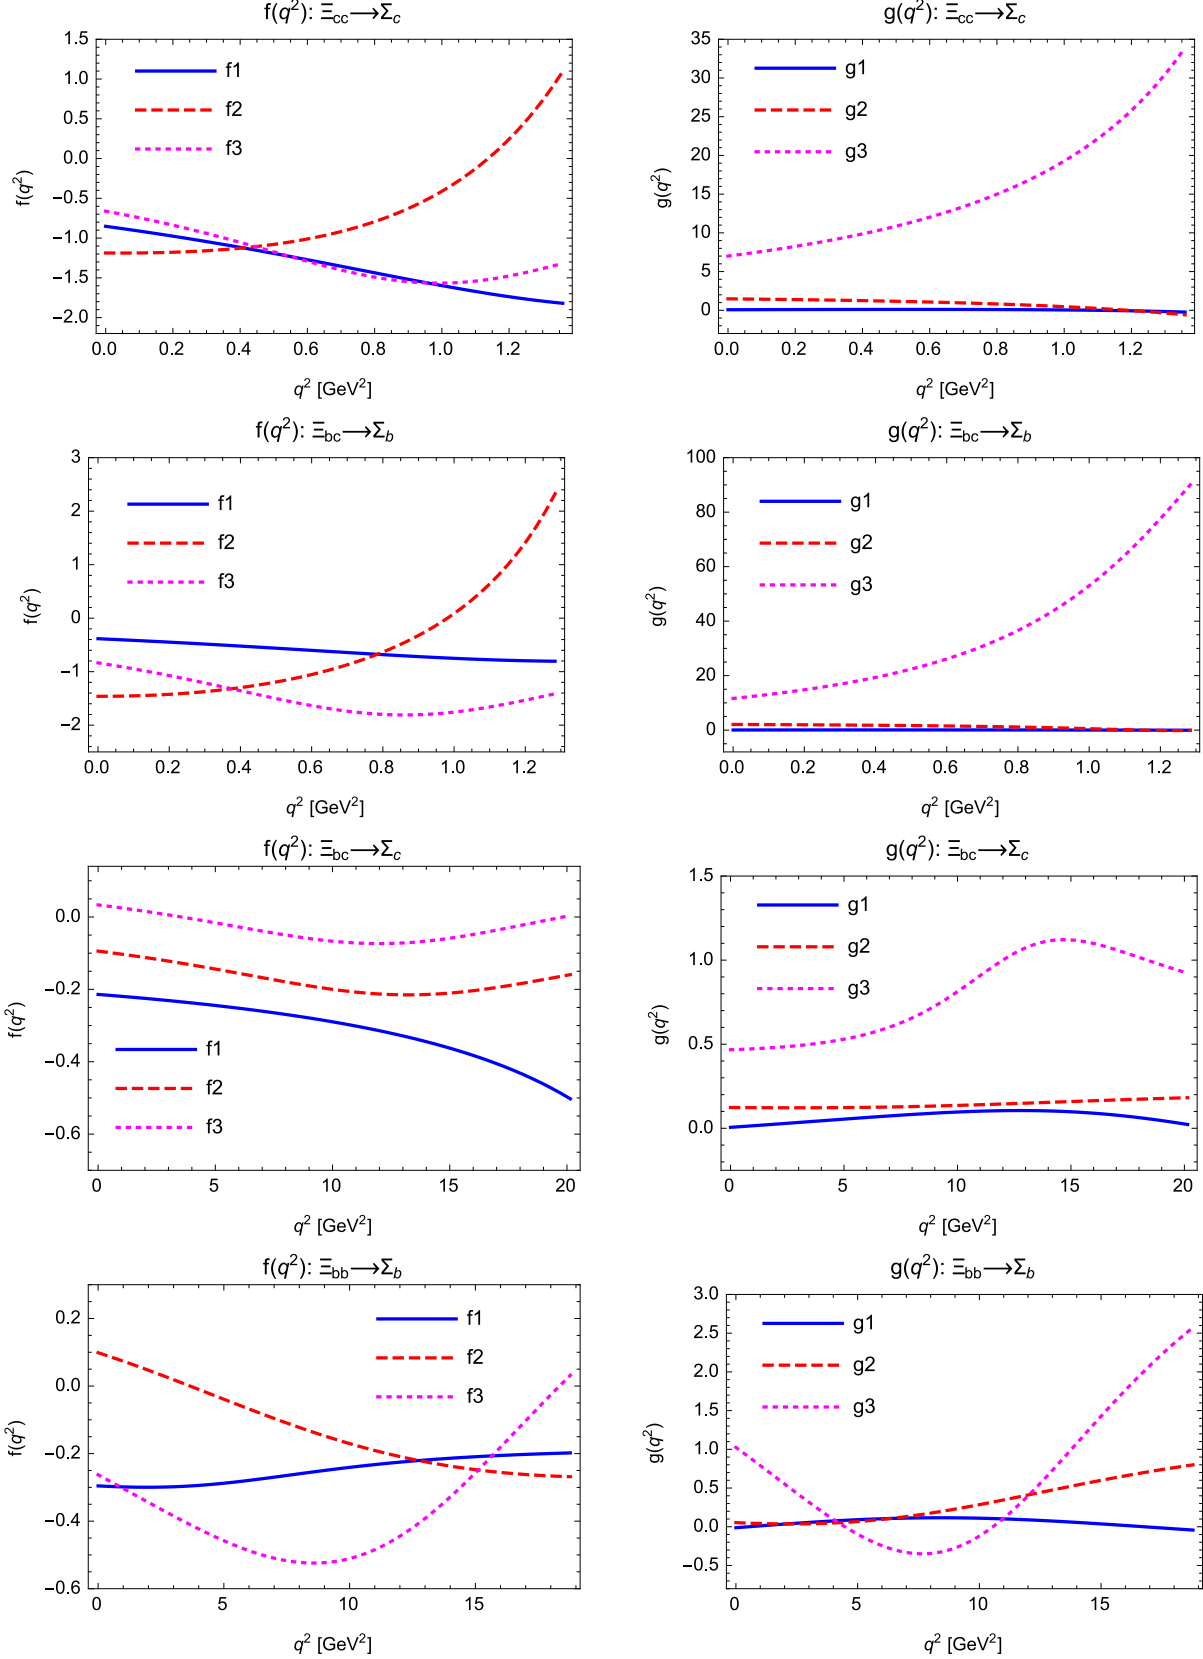 f(q²): Ξcc⟶Σc
1.5
1.0
0.5
0.0
−0.5
−1.0
−1.5
−2.0
f(q²)
f1
f2
f3
0.0 0.2 0.4 0.6 0.8 1.0 1.2
q² [GeV²]
g(q²): Ξcc⟶Σc
35
30
25
20
15
10
5
0
−5
g(q²)
g1
g2
g3
0.0 0.2 0.4 0.6 0.8 1.0 1.2
q² [GeV²]
f(q²): Ξbc⟶Σb
3
2
1
0
−1
−2
f(q²)
f1
f2
f3
0.0 0.2 0.4 0.6 0.8 1.0 1.2
q² [GeV²]
g(q²): Ξbc⟶Σb
100
80
60
40
20
0
g(q²)
g1
g2
g3
0.0 0.2 0.4 0.6 0.8 1.0 1.2
q² [GeV²]
f(q²): Ξbc⟶Σc
0.0
−0.2
−0.4
−0.6
f(q²)
f1
f2
f3
0 5 10 15 20
q² [GeV²]
g(q²): Ξbc⟶Σc
1.5
1.0
0.5
0.0
g(q²)
g1
g2
g3
0 5 10 15 20
q² [GeV²]
f(q²): Ξbb⟶Σb
0.2
0.0
−0.2
−0.4
−0.6
f(q²)
f1
f2
f3
0 5 10 15
q² [GeV²]
g(q²): Ξbb⟶Σb
3.0
2.5
2.0
1.5
1.0
0.5
0.0
−0.5
g(q²)
g1
g2
g3
0 5 10 15
q² [GeV²]